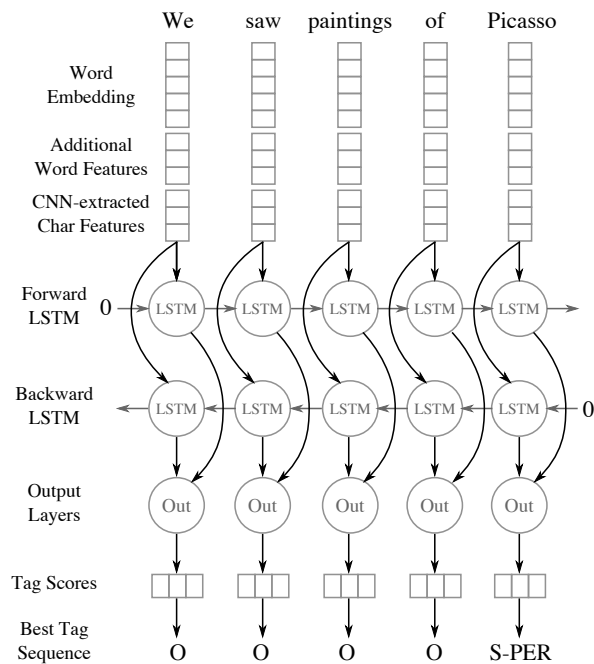 We saw paintings of Picasso
Word
Embedding
Additional
Word Features
CNN-extracted
Char Features
Forward
LSTM
0 LSTM LSTM LSTM LSTM LSTM
Backward
LSTM
LSTM LSTM LSTM LSTM LSTM 0
Output
Layers
Out Out Out Out Out
Tag Scores
Best Tag
Sequence
O O O O S-PER